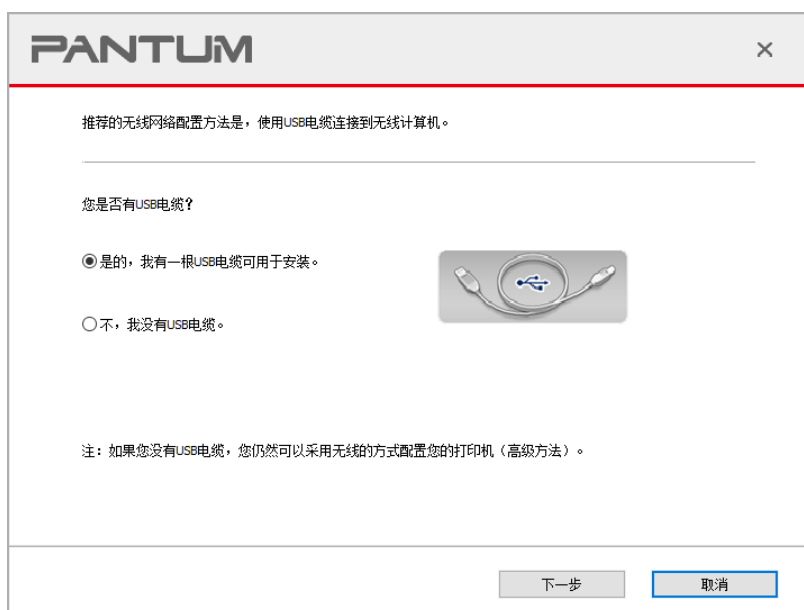 PANTUM
推荐的无线网络配置方法是，使用USB电缆连接到无线计算机。
您是否有USB电缆？
是的，我有一根USB电缆可用于安装。
不，我没有USB电缆。
注：如果您没有USB电缆，您仍然可以采用无线的方式配置您的打印机（高级方法）。
下一步
取消